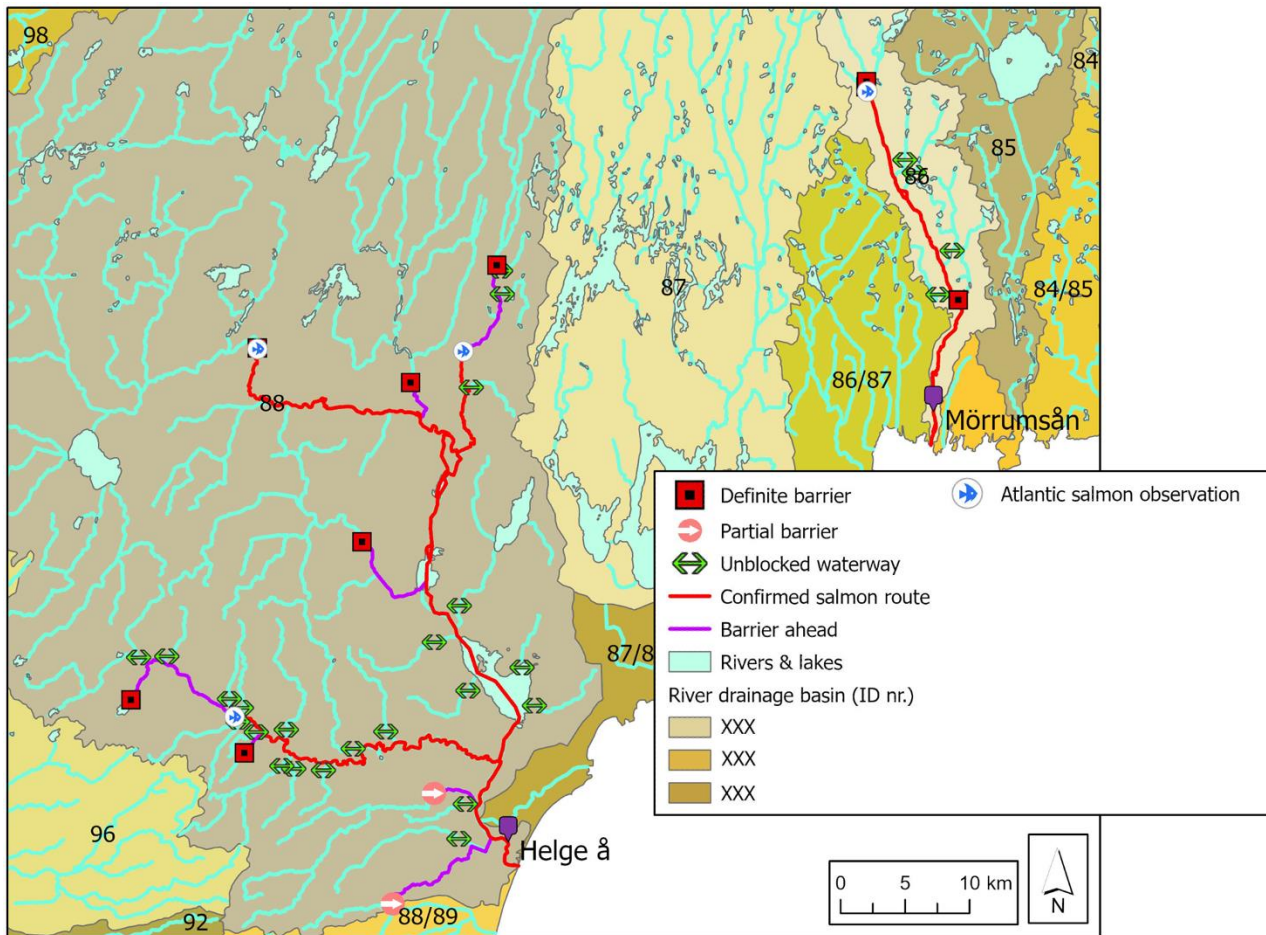 98
84
85
86
87
84/85
86/87
88
Mörrumsån
87/8
96
Helge å
92
88/89
Definite barrier
Atlantic salmon observation
Partial barrier
Unblocked waterway
Confirmed salmon route
Barrier ahead
Rivers & lakes
River drainage basin (ID nr.)
XXX
XXX
XXX
0 5 10 km
N